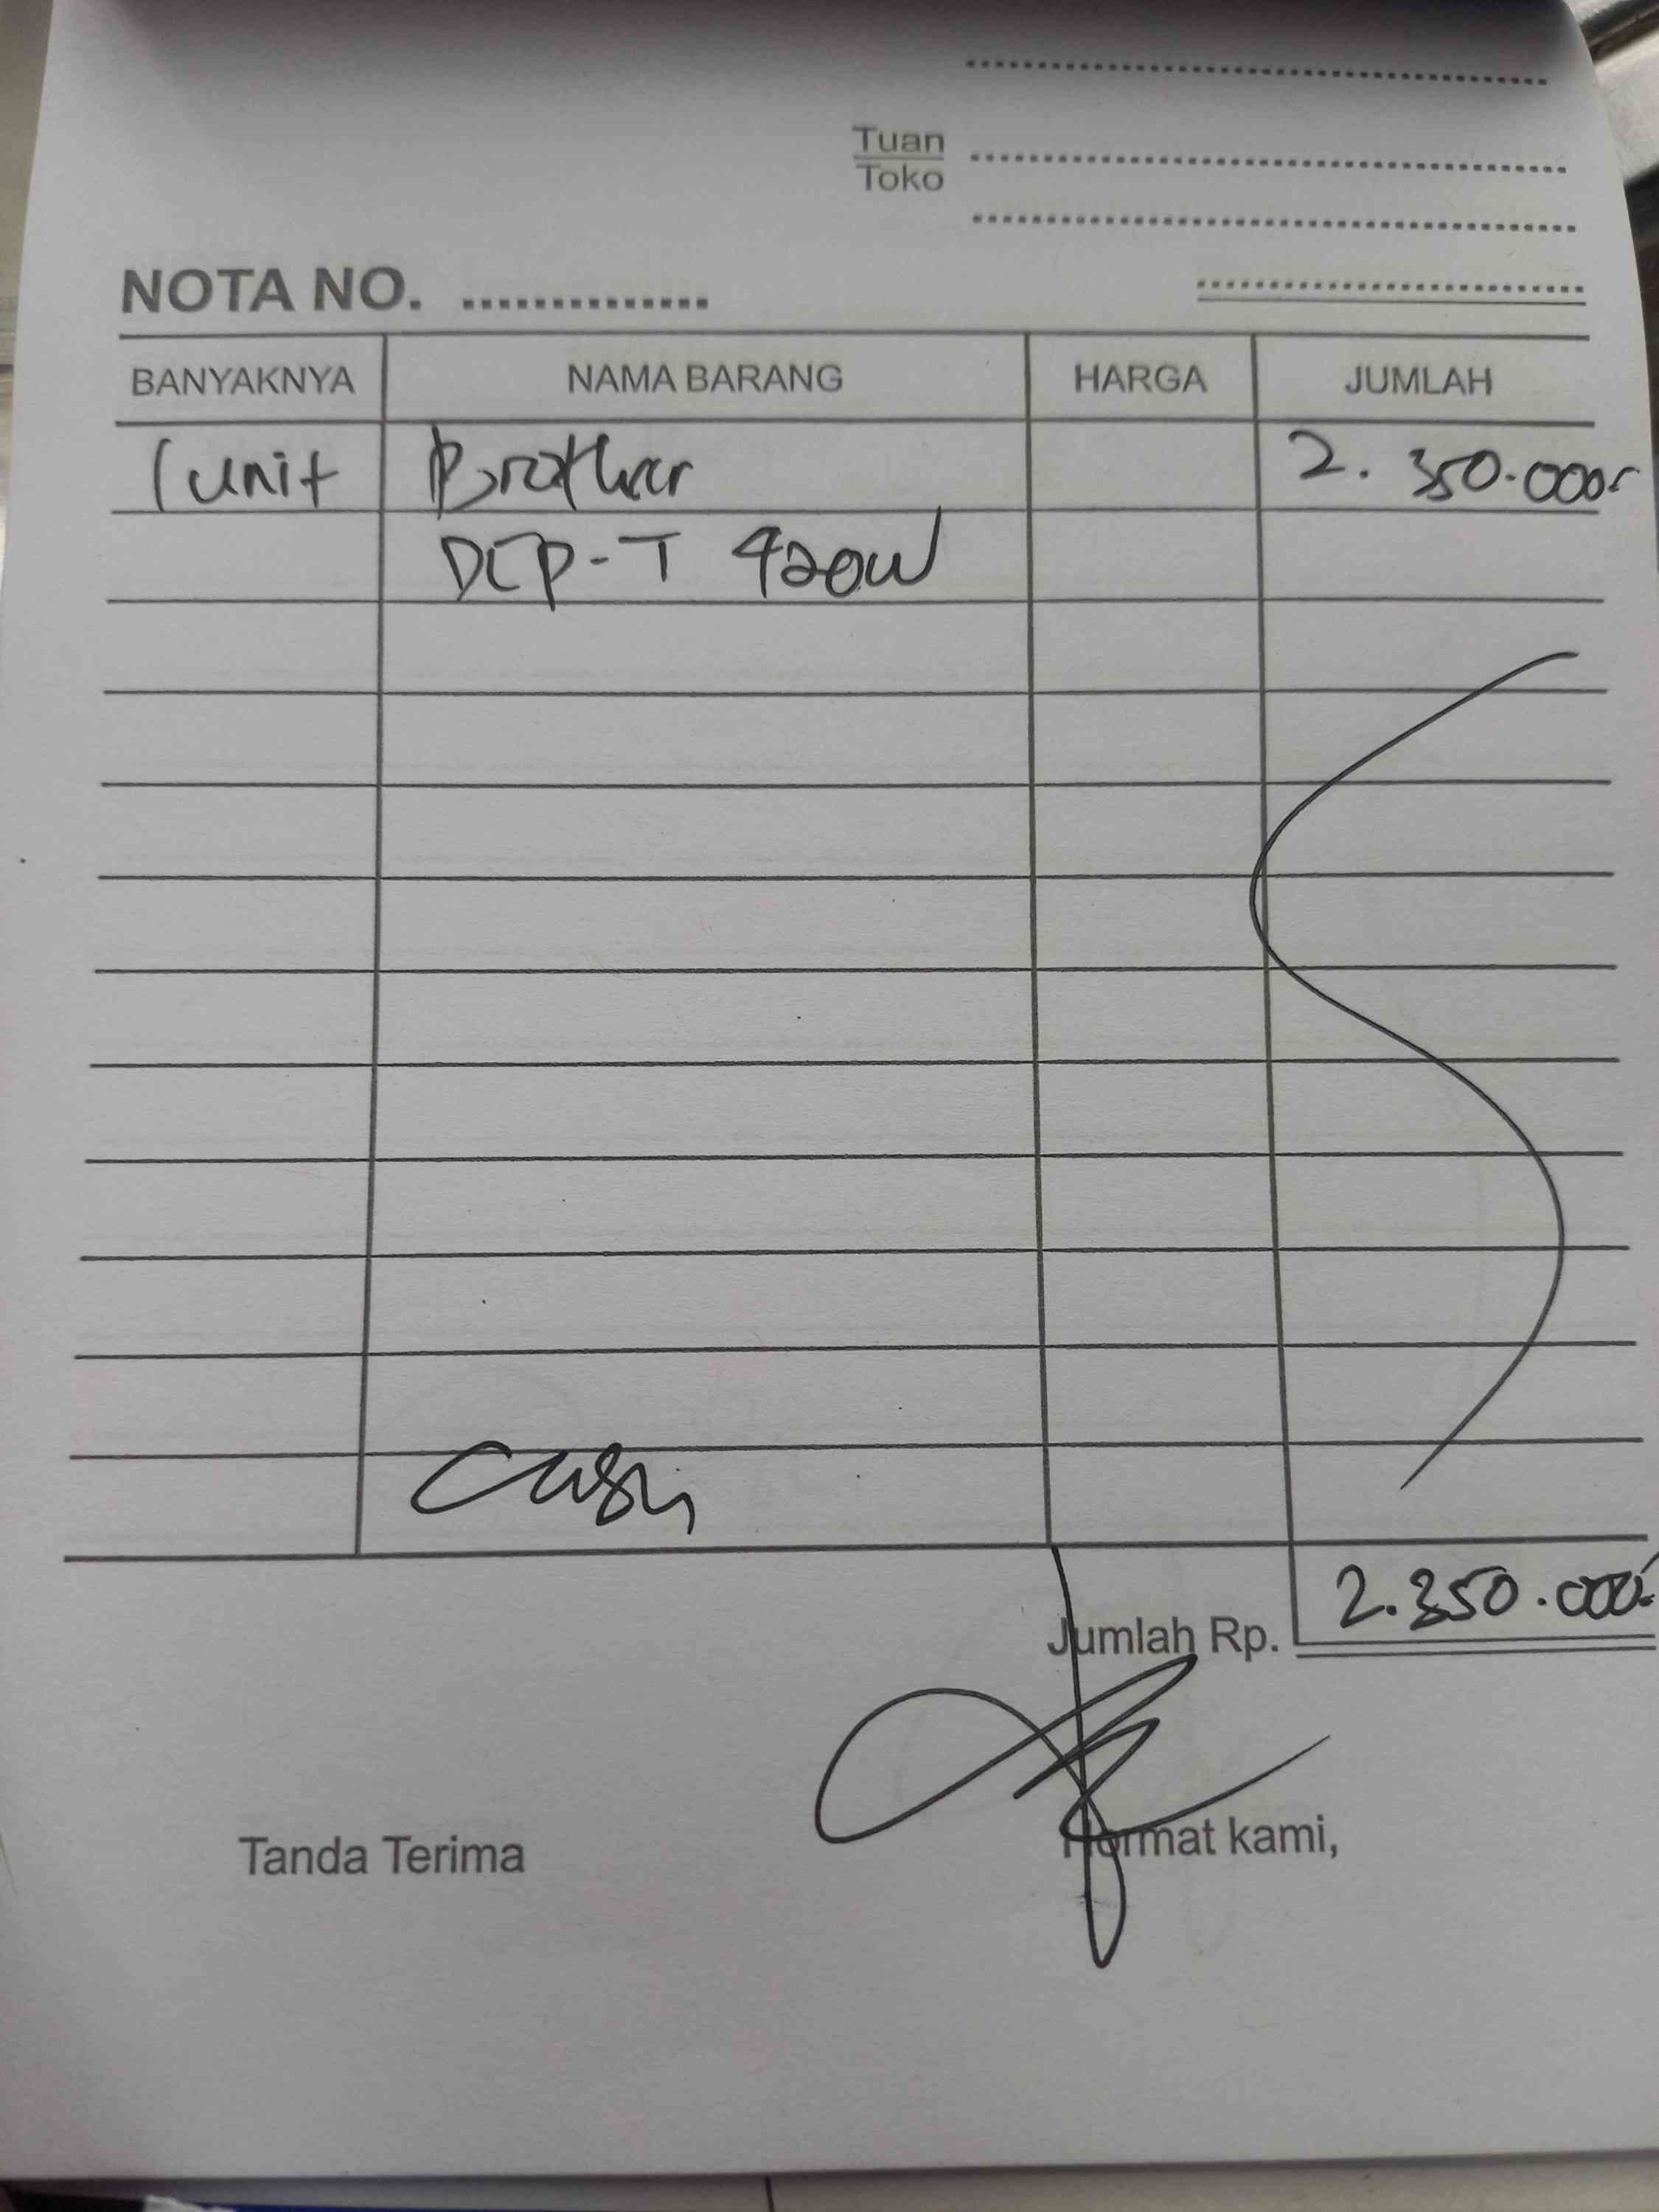 Tuan
Toko
NOTA NO. ...............
BANYAKNYA NAMA BARANG HARGA JUMLAH
1 unit Brother 2.350.000,-
DCP-T 420W
Cash
Jumlah Rp. 2.350.000,-
Tanda Terima Hormat kami,